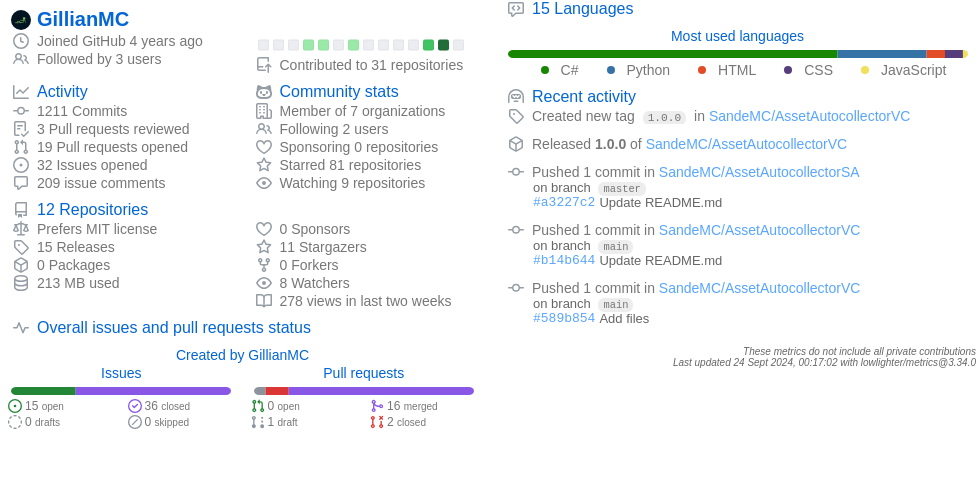 GillianMC
Joined GitHub 4 years ago
Followed by 3 users
Contributed to 31 repositories
Activity
1211 Commits
3 Pull requests reviewed
19 Pull requests opened
32 Issues opened
209 issue comments
Community stats
Member of 7 organizations
Following 2 users
Sponsoring 0 repositories
Starred 81 repositories
Watching 9 repositories
12 Repositories
Prefers MIT license
15 Releases
0 Packages
213 MB used
0 Sponsors
11 Stargazers
0 Forkers
8 Watchers
278 views in last two weeks
Overall issues and pull requests status
Created by GillianMC
Issues
15 open
36 closed
0 drafts
0 skipped
Pull requests
0 open
16 merged
1 draft
2 closed
15 Languages
Most used languages
C# Python HTML CSS JavaScript
Recent activity
Created new tag 1.0.0 in SandeMC/AssetAutocollectorVC
Released 1.0.0 of SandeMC/AssetAutocollectorVC
Pushed 1 commit in SandeMC/AssetAutocollectorSA
on branch master
#a3227c2 Update README.md
Pushed 1 commit in SandeMC/AssetAutocollectorVC
on branch main
#b14b644 Update README.md
Pushed 1 commit in SandeMC/AssetAutocollectorVC
on branch main
#589b854 Add files
These metrics do not include all private contributions
Last updated 24 Sept 2024, 00:17:02 with lowlighter/metrics@3.34.0